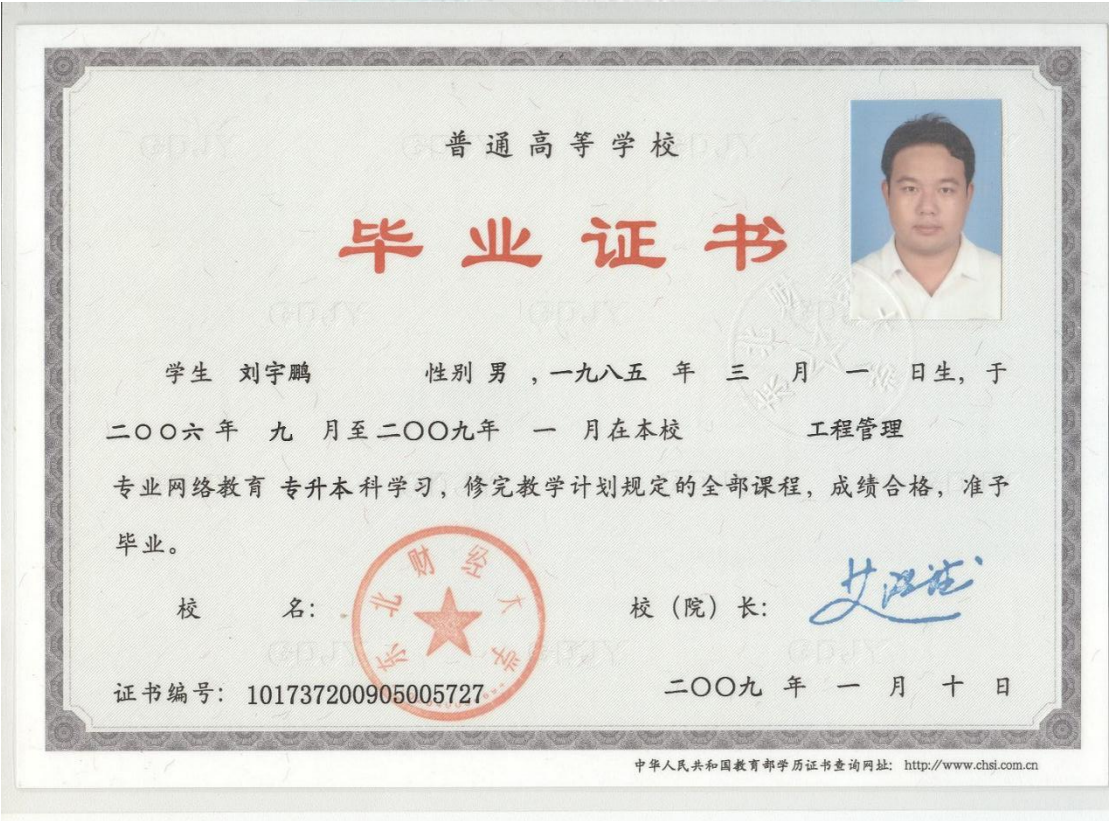 普通高等学校
毕业证书
学生 刘宇鹏 性别 男 ,一九八五 年 三 月 一 日生, 于
二〇〇六 年 九 月至二〇〇九年 一 月在本校 工程管理
专业网络教育 专升本科学习, 修完教学计划规定的全部课程, 成绩合格, 准予
毕业。
东北财经大学
校 名: 校 (院) 长:
证书编号: 101737200905005727 二〇〇九 年 一 月 十 日
中华人民共和国教育部学历证书查询网址: http://www.chsi.com.cn